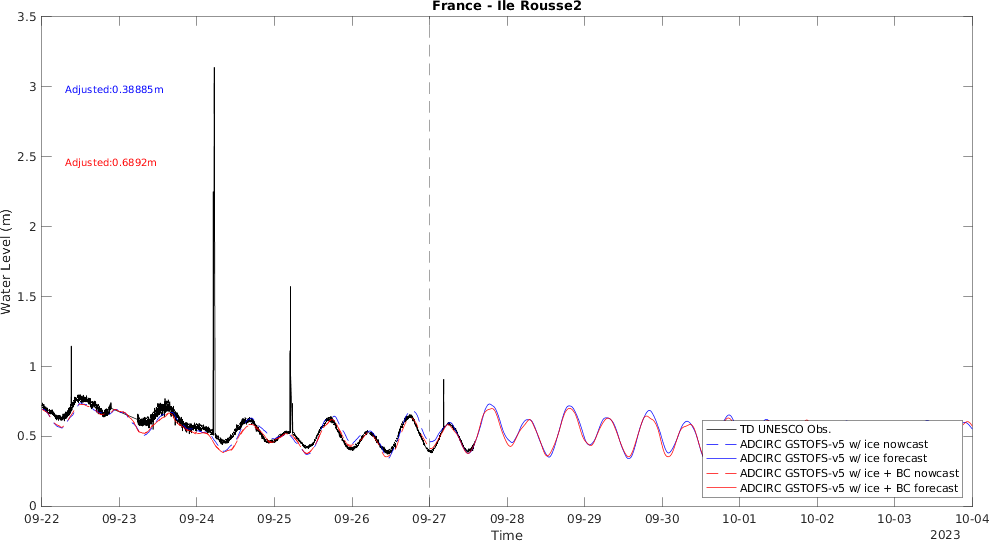 France - Ile Rousse2
3.5
3
2.5
2
1.5
1
0.5
0
Water Level (m)
Adjusted:0.38885m
Adjusted:0.6892m
TD UNESCO Obs.
ADCIRC GSTOFS-v5 w/ ice nowcast
ADCIRC GSTOFS-v5 w/ ice forecast
ADCIRC GSTOFS-v5 w/ ice + BC nowcast
ADCIRC GSTOFS-v5 w/ ice + BC forecast
09-22 09-23 09-24 09-25 09-26 09-27 09-28 09-29 09-30 10-01 10-02 10-03 10-04
Time
2023